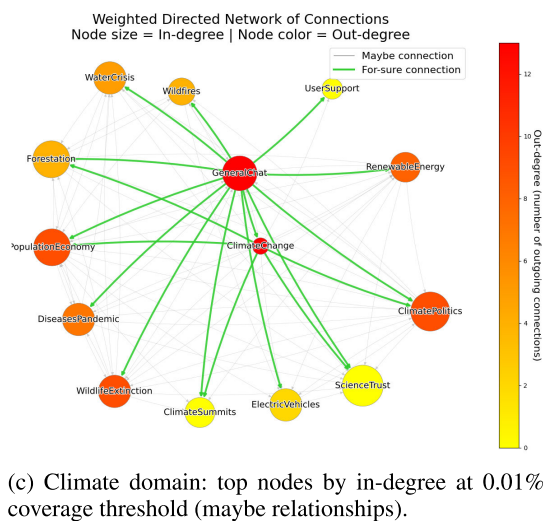 Weighted Directed Network of Connections
Node size = In-degree | Node color = Out-degree
Maybe connection
For-sure connection
WaterCrisis
Wildfires
UserSupport
Forestation
GeneralChat
RenewableEnergy
PopulationEconomy
ClimateChange
DiseasesPandemic
ClimatePolitics
WildlifeExtinction
ClimateSummits
ElectricVehicles
ScienceTrust
12
10
8
6
4
2
0
Out-degree (number of outgoing connections)
(c) Climate domain: top nodes by in-degree at 0.01%
coverage threshold (maybe relationships).